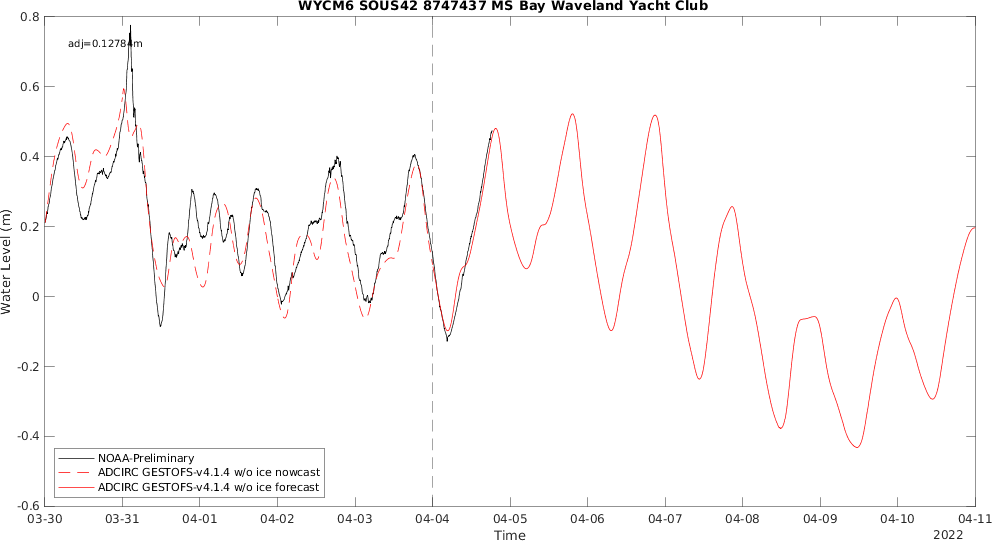 WYCM6 SOUS42 8747437 MS Bay Waveland Yacht Club
adj=0.12784m
0.8
0.6
0.4
0.2
0
-0.2
-0.4
-0.6
Water Level (m)
NOAA-Preliminary
ADCIRC GESTOFS-v4.1.4 w/o ice nowcast
ADCIRC GESTOFS-v4.1.4 w/o ice forecast
03-30 03-31 04-01 04-02 04-03 04-04 04-05 04-06 04-07 04-08 04-09 04-10 04-11
Time
2022